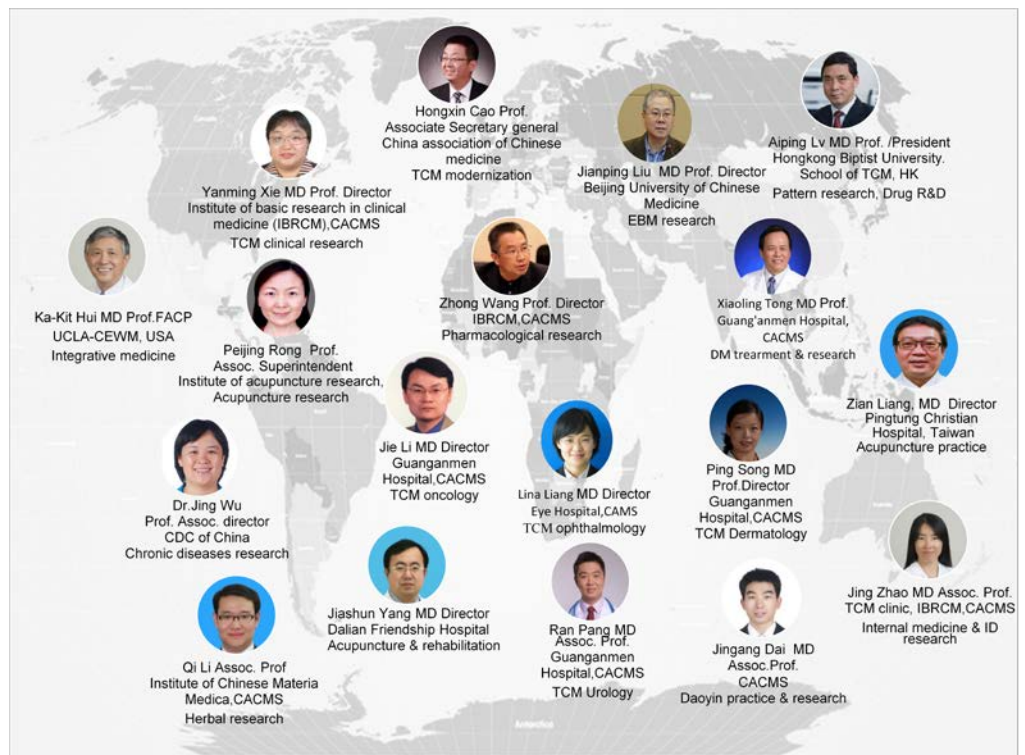 Hongxin Cao Prof.
Associate Secretary general
China association of Chinese
medicine
TCM modernization
Aiping Lv MD Prof. /President
Hongkong Biptist University.
School of TCM, HK
Pattern research, Drug R&D
Jianping Liu MD Prof. Director
Beijing University of Chinese
Medicine
EBM research
Yanming Xie MD Prof. Director
Institute of basic research in clinical
medicine (IBRCM),CACMS
TCM clinical research
Ka-Kit Hui MD Prof.FACP
UCLA-CEWM, USA
Integrative medicine
Peijing Rong Prof.
Assoc. Superintendent
Institute of acupuncture research,
Acupuncture research
Zhong Wang Prof. Director
IBRCM,CACMS
Pharmacological research
Xiaoling Tong MD Prof.
Guang'anmen Hospital,
CACMS
DM trearment & research
Zian Liang, MD Director
Pingtung Christian
Hospital, Taiwan
Acupuncture practice
Jie Li MD Director
Guanganmen
Hospital,CACMS
TCM oncology
Lina Liang MD Director
Eye Hospital,CAMS
TCM ophthalmology
Ping Song MD
Prof.Director
Guanganmen
Hospital,CACMS
TCM Dermatology
Dr.Jing Wu
Prof. Assoc. director
CDC of China
Chronic diseases research
Jiashun Yang MD Director
Dalian Friendship Hospital
Acupuncture & rehabilitation
Ran Pang MD
Assoc. Prof.
Guanganmen
Hospital,CACMS
TCM Urology
Jing Zhao MD Assoc. Prof.
TCM clinic, IBRCM,CACMS
Internal medicine & ID
research
Qi Li Assoc. Prof
Institute of Chinese Materia
Medica,CACMS
Herbal research
Jingang Dai MD
Assoc.Prof.
CACMS
Daoyin practice & research
Antarctica